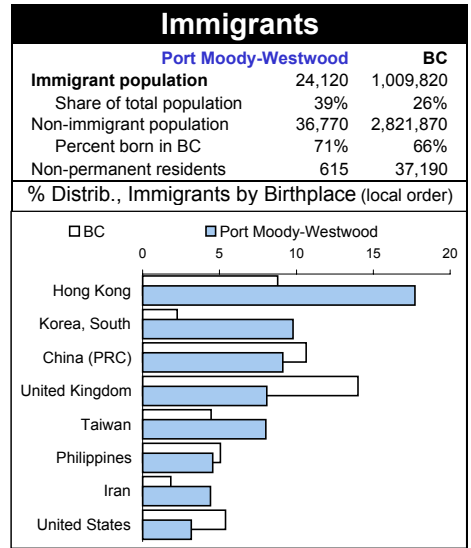 Immigrants
Port Moody-Westwood BC
Immigrant population 24,120 1,009,820
Share of total population 39% 26%
Non-immigrant population 36,770 2,821,870
Percent born in BC 71% 66%
Non-permanent residents 615 37,190
% Distrib., Immigrants by Birthplace (local order)
BC Port Moody-Westwood
0 5 10 15 20
Hong Kong
Korea, South
China (PRC)
United Kingdom
Taiwan
Philippines
Iran
United States